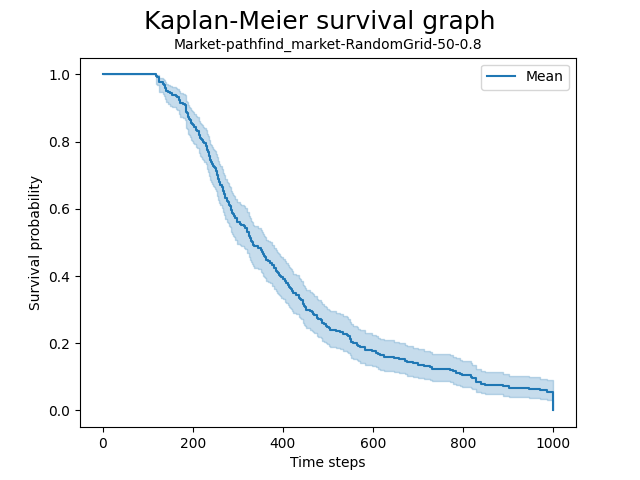 Kaplan-Meier survival graph
Market-pathfind_market-RandomGrid-50-0.8
Mean
Survival probability
1.0
0.8
0.6
0.4
0.2
0.0
0 200 400 600 800 1000
Time steps